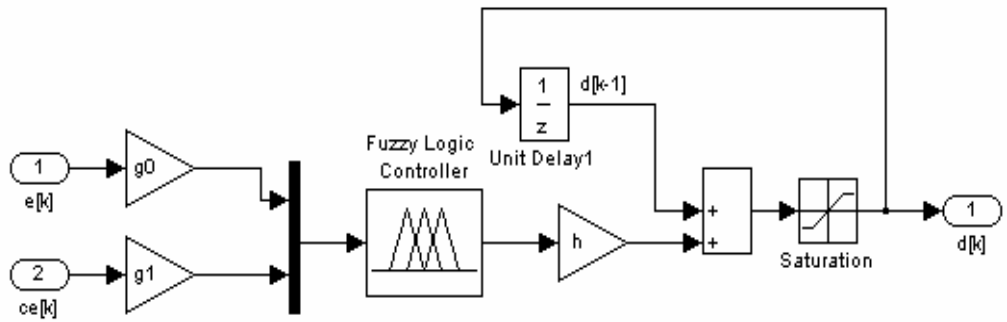 1
e[k]
g0
2
ce[k]
g1
Fuzzy Logic
Controller
h
1
z
Unit Delay1
d[k-1]
+
+
Saturation
1
d[k]